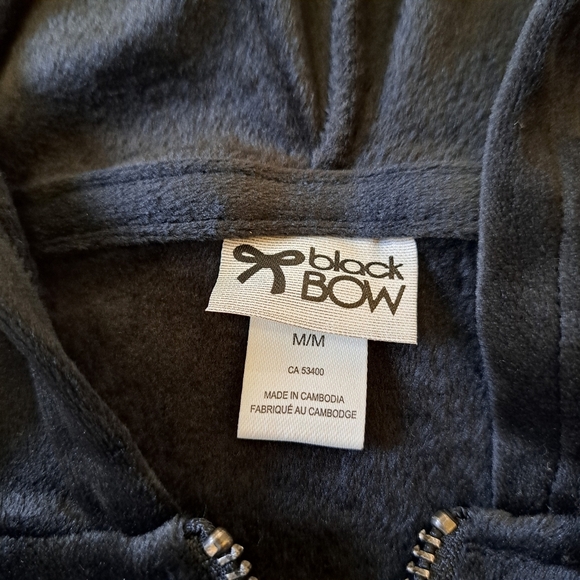 black
BOW
M/M
CA 53400
MADE IN CAMBODIA
FABRIQUÉ AU CAMBODGE